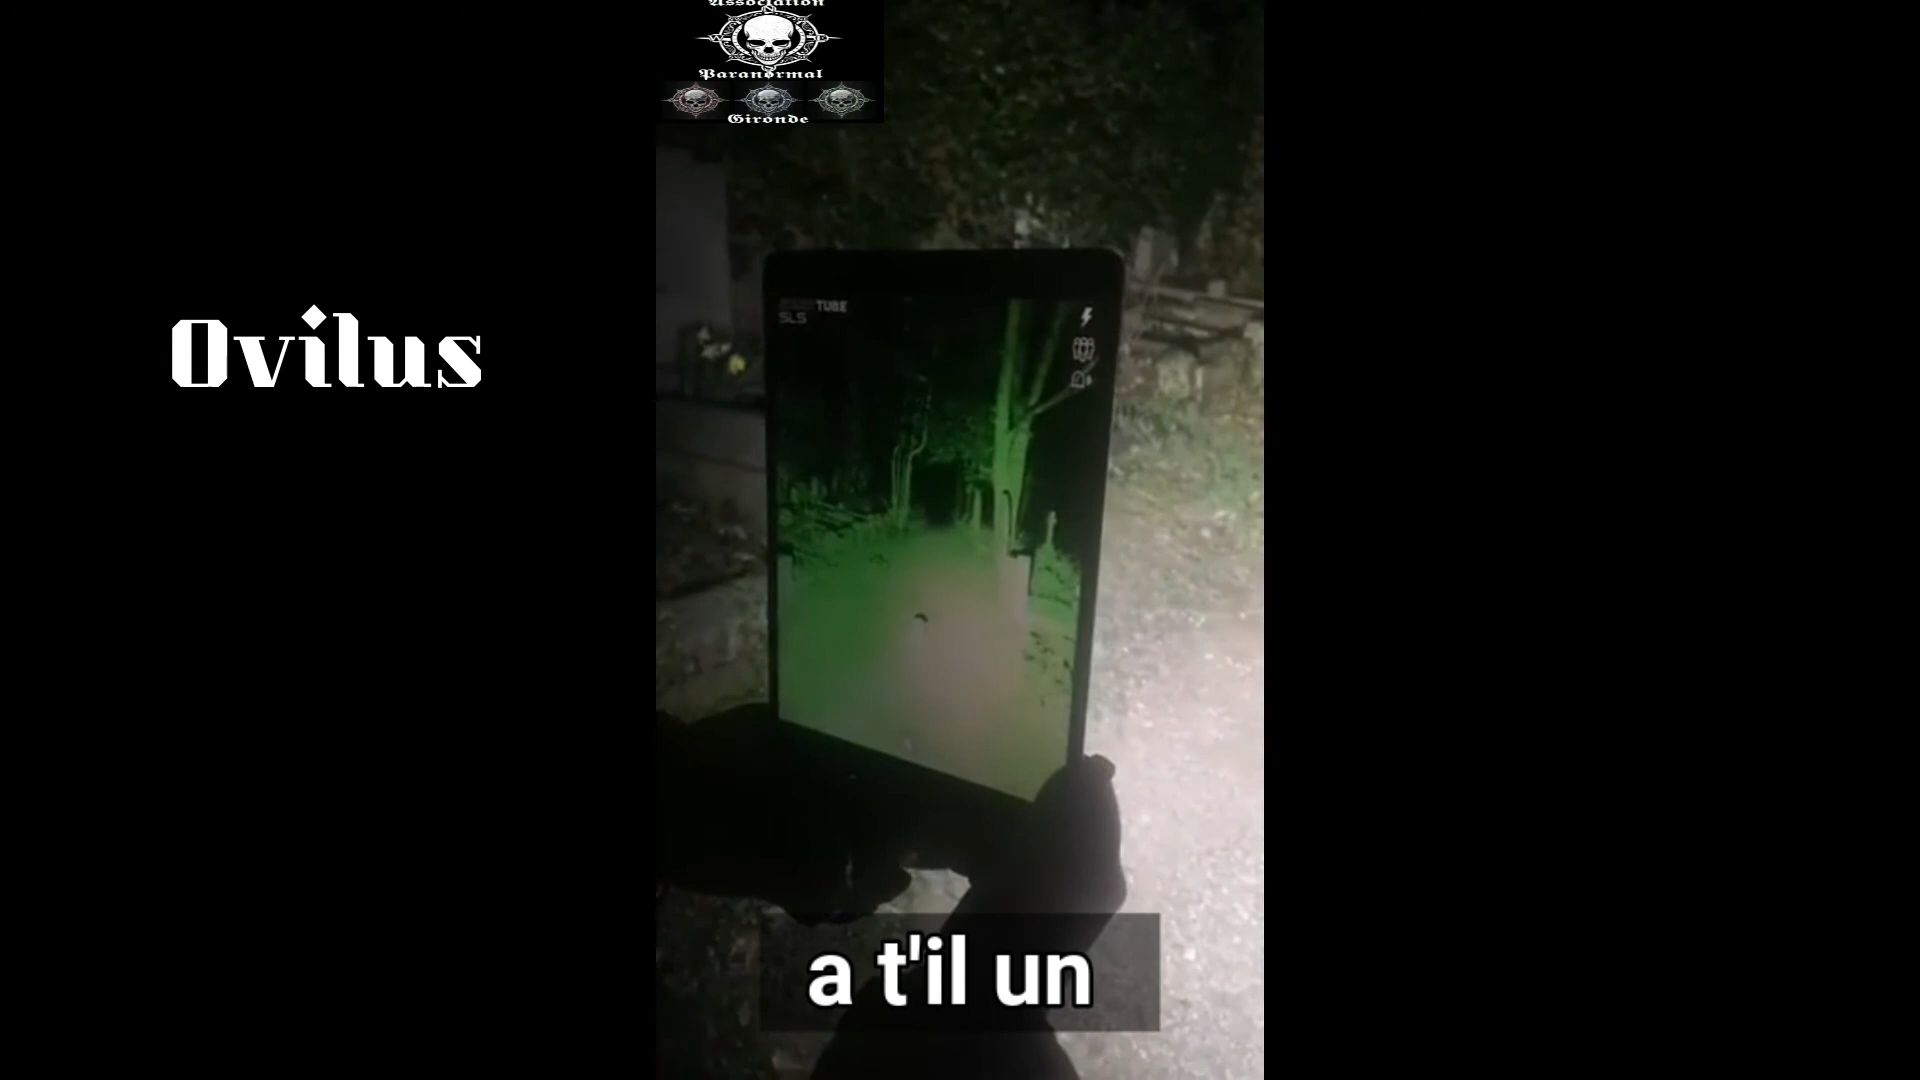 Association
Paranormal
Gironde
Ovilus
TUBE
SLS
a t'il un